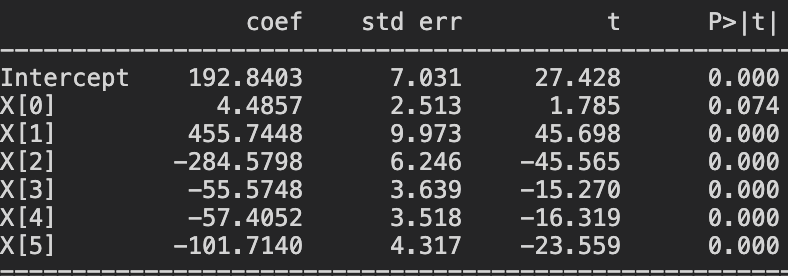 coef std err t P>|t|
Intercept 192.8403 7.031 27.428 0.000
X[0] 4.4857 2.513 1.785 0.074
X[1] 455.7448 9.973 45.698 0.000
X[2] -284.5798 6.246 -45.565 0.000
X[3] -55.5748 3.639 -15.270 0.000
X[4] -57.4052 3.518 -16.319 0.000
X[5] -101.7140 4.317 -23.559 0.000